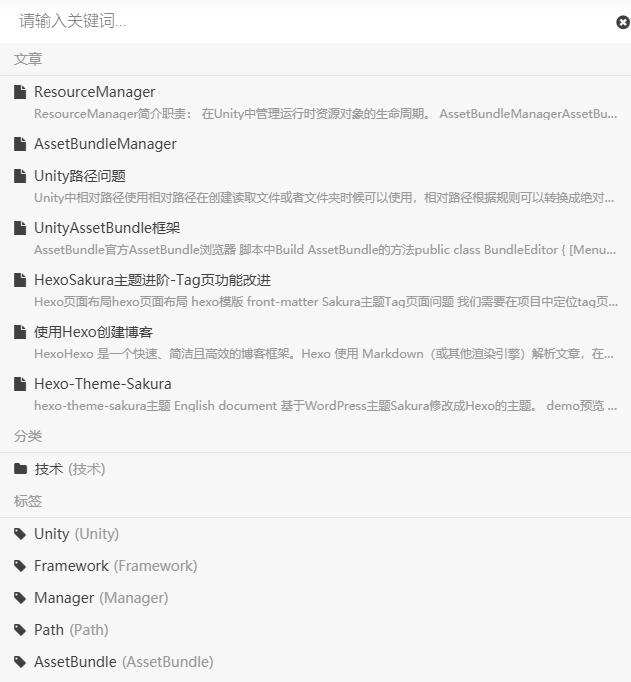 请输入关键词...
文章
ResourceManager
ResourceManager简介职责： 在Unity中管理运行时资源对象的生命周期。 AssetBundleManagerAssetBu...
AssetBundleManager
Unity路径问题
Unity中相对路径使用相对路径在创建读取文件或者文件夹时候可以使用，相对路径根据规则可以转换成绝对...
UnityAssetBundle框架
AssetBundle官方AssetBundle浏览器 脚本中Build AssetBundle的方法public class BundleEditor { [Menu...
HexoSakura主题进阶-Tag页功能改进
Hexo页面布局hexo页面布局 hexo模版 front-matter Sakura主题Tag页面问题 我们需要在项目中定位tag页...
使用Hexo创建博客
HexoHexo 是一个快速、简洁且高效的博客框架。Hexo 使用 Markdown（或其他渲染引擎）解析文章，在...
Hexo-Theme-Sakura
hexo-theme-sakura主题 English document 基于WordPress主题Sakura修改成Hexo的主题。 demo预览 ...
分类
技术 (技术)
标签
Unity (Unity)
Framework (Framework)
Manager (Manager)
Path (Path)
AssetBundle (AssetBundle)